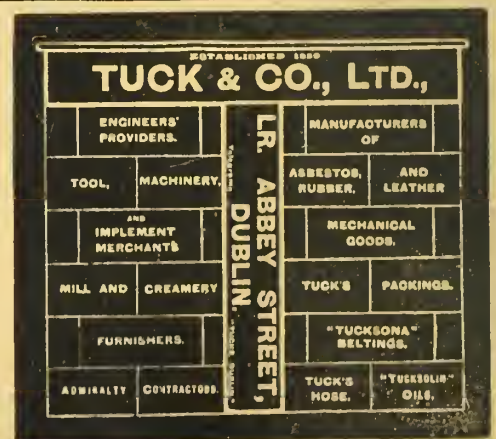 ESTABLISHED
TUCK & CO., LTD.,
ENGINEERS'
PROVIDERS.
TOOL, MACHINERY,
AND
IMPLEMENT
MERCHANTS
MILL AND CREAMERY
FURNISHERS.
ADMIRALTY CONTRACTORS.
LR. ABBEY STREET,
DUBLIN.
MANUFACTURERS
OF
ASBESTOS, RUBBER, AND LEATHER
MECHANICAL
GOODS.
TUCK'S PACKINGS.
"TUCKSONA"
BELTINGS.
TUCK'S HOSE. "TUCKSOLIN" OILS.